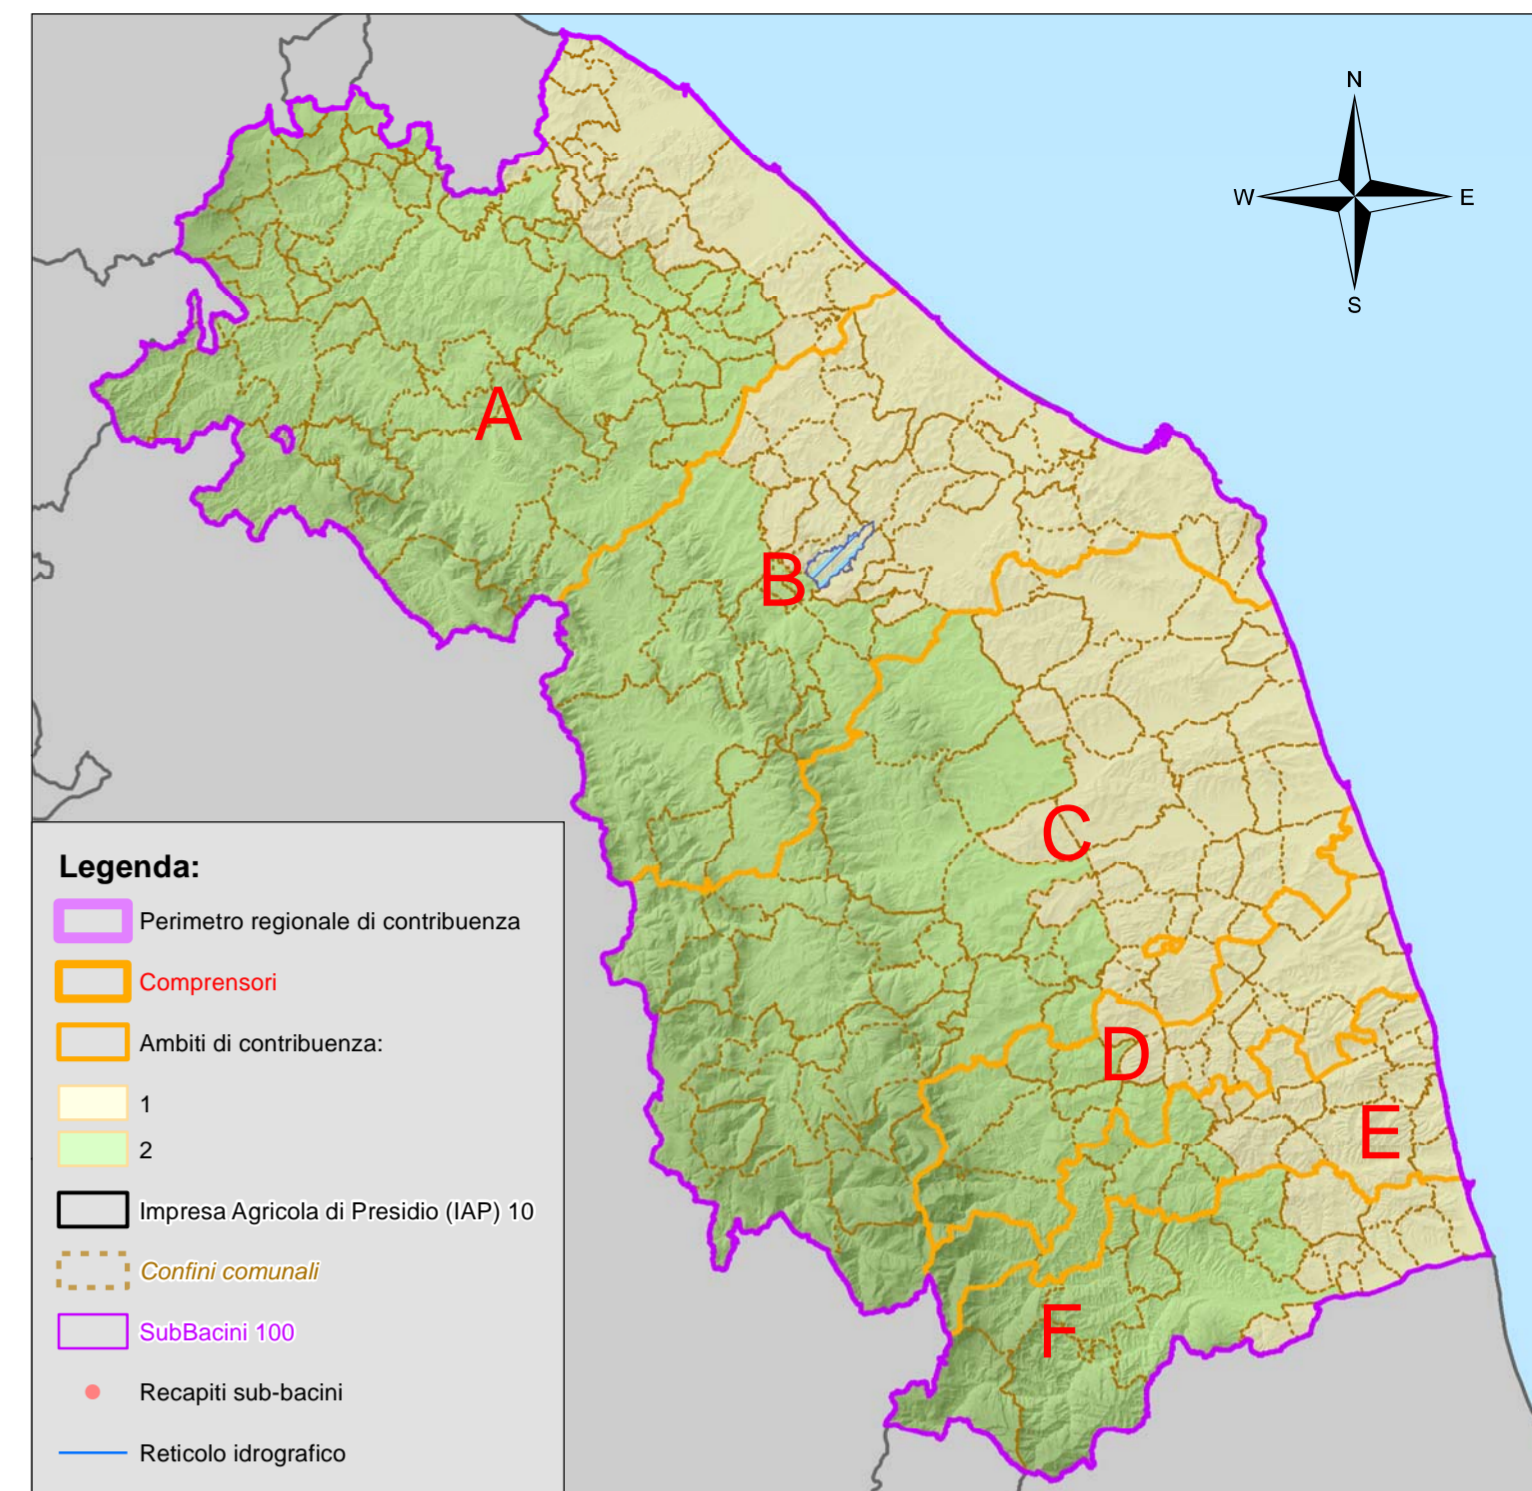 N
W
E
S
A
B
C
D
E
F
Legenda:
Perimetro regionale di contribuenza
Comprensori
Ambiti di contribuenza:
1
2
Impresa Agricola di Presidio (IAP) 10
Confini comunali
SubBacini 100
Recapiti sub-bacini
Reticolo idrografico